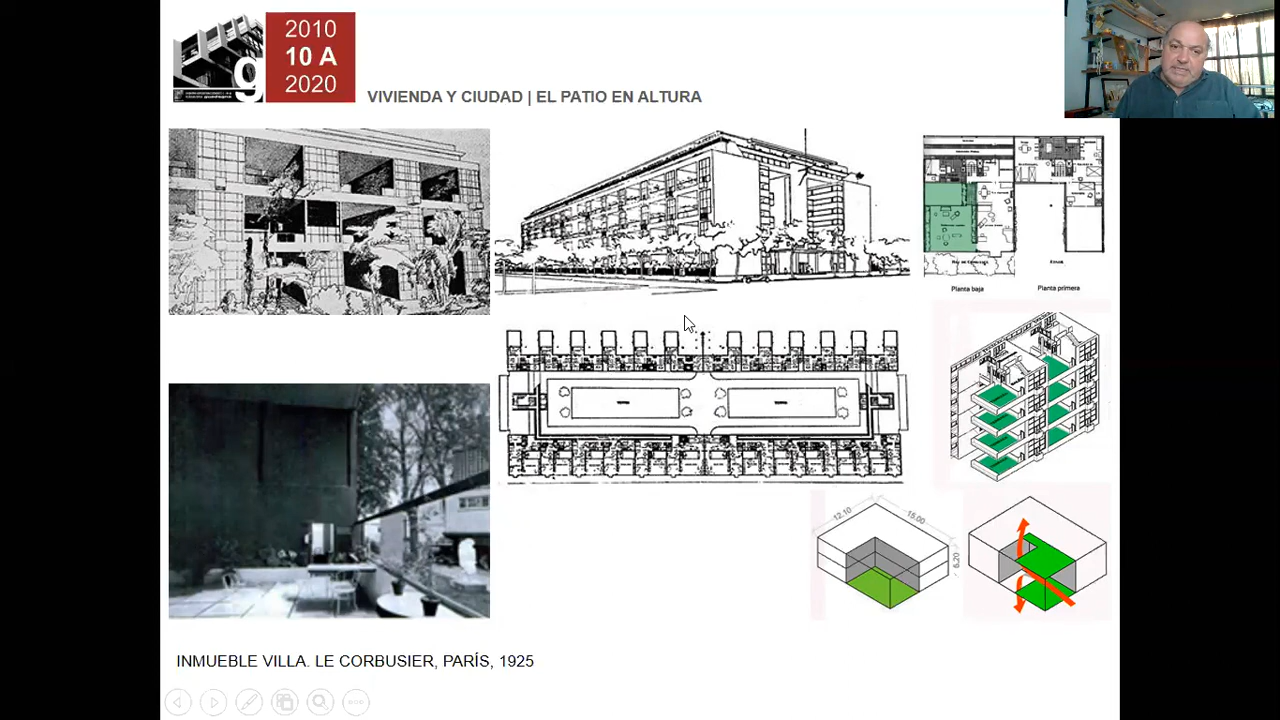 2010
10 A
2020
g
VIVIENDA Y CIUDAD | EL PATIO EN ALTURA
Planta baja
Planta primera
12.10
15.00
6.20
INMUEBLE VILLA. LE CORBUSIER, PARÍS, 1925